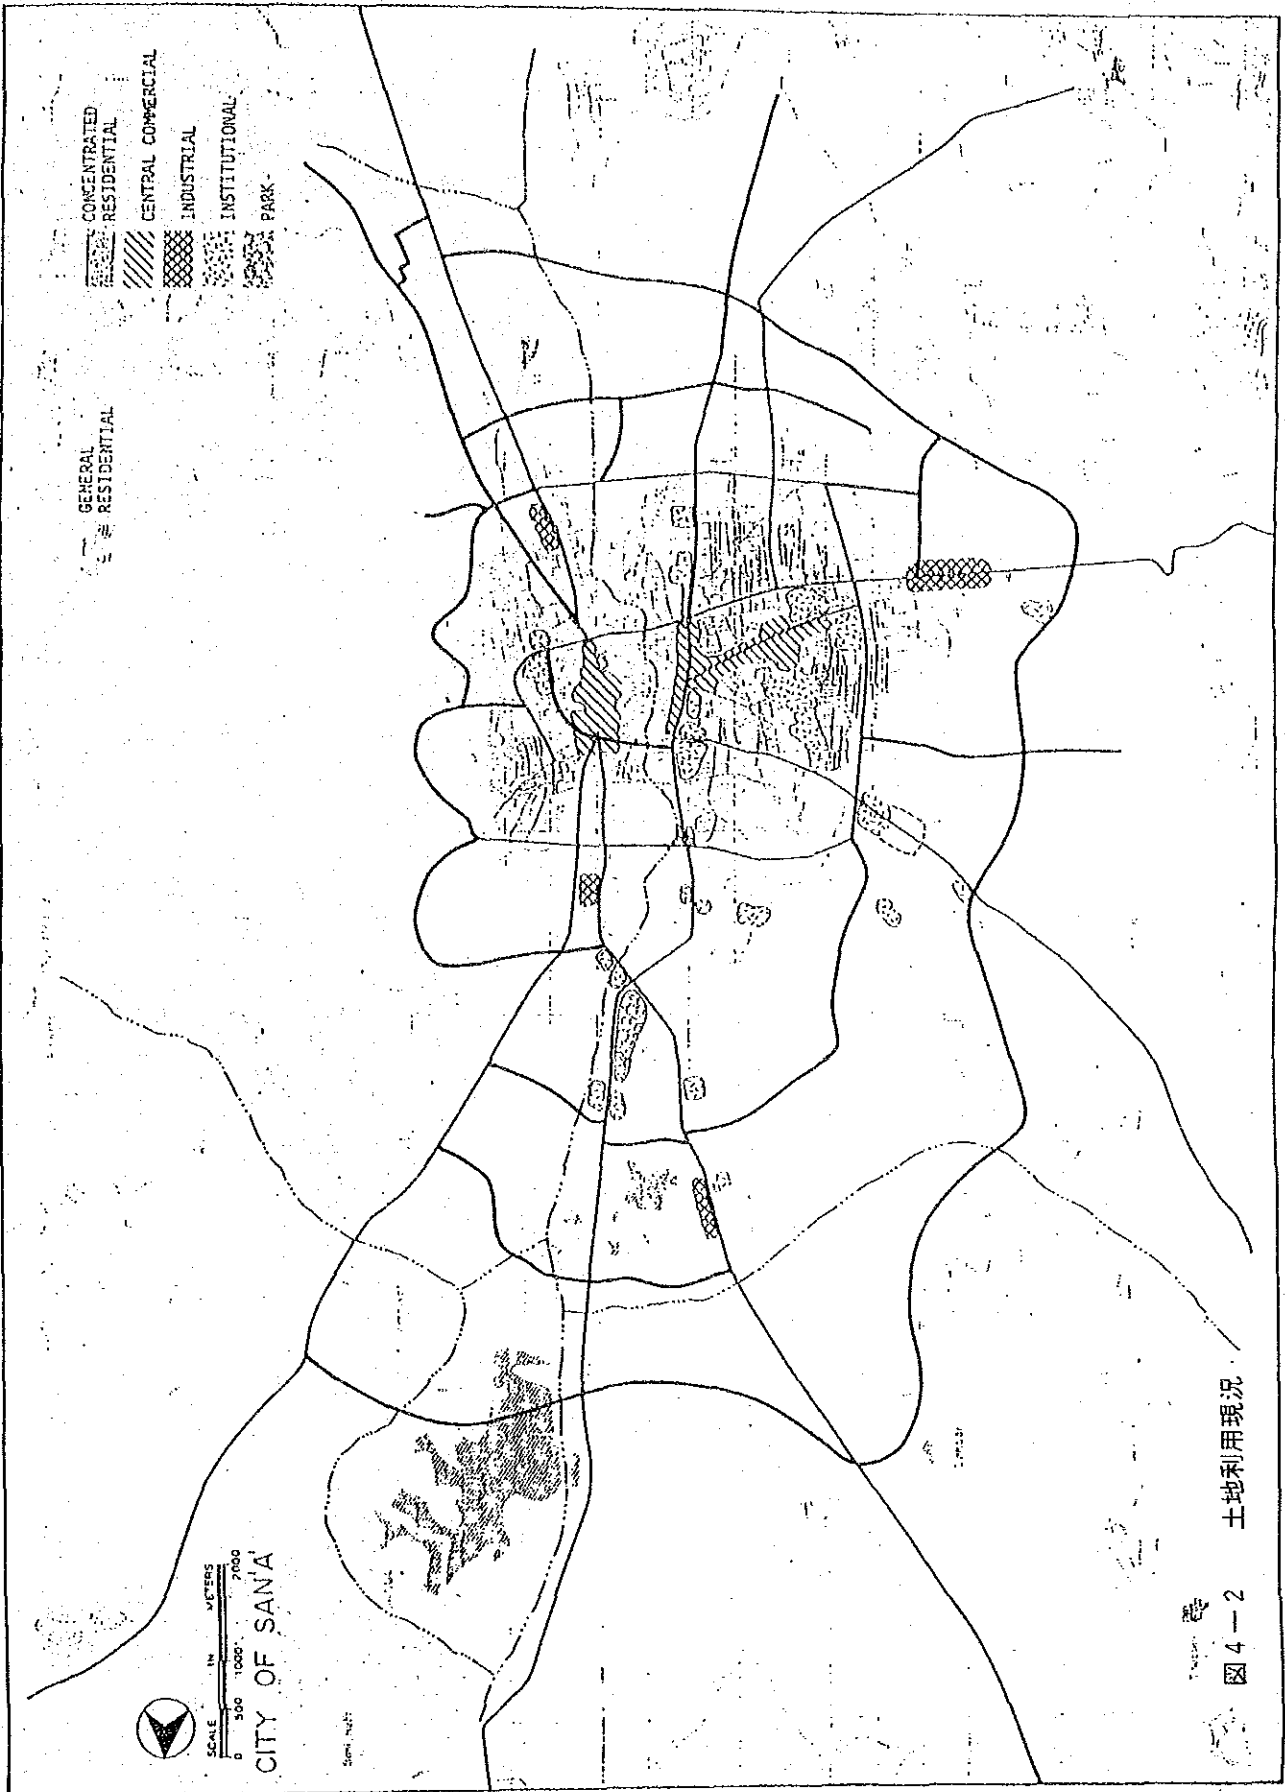 GENERAL
RESIDENTIAL
CONCENTRATED
RESIDENTIAL
CENTRAL COMMERCIAL
INDUSTRIAL
INSTITUTIONAL
PARK
SCALE IN METERS
0 500 1000 2000
CITY OF SAN'A'
図4-2 土地利用現況